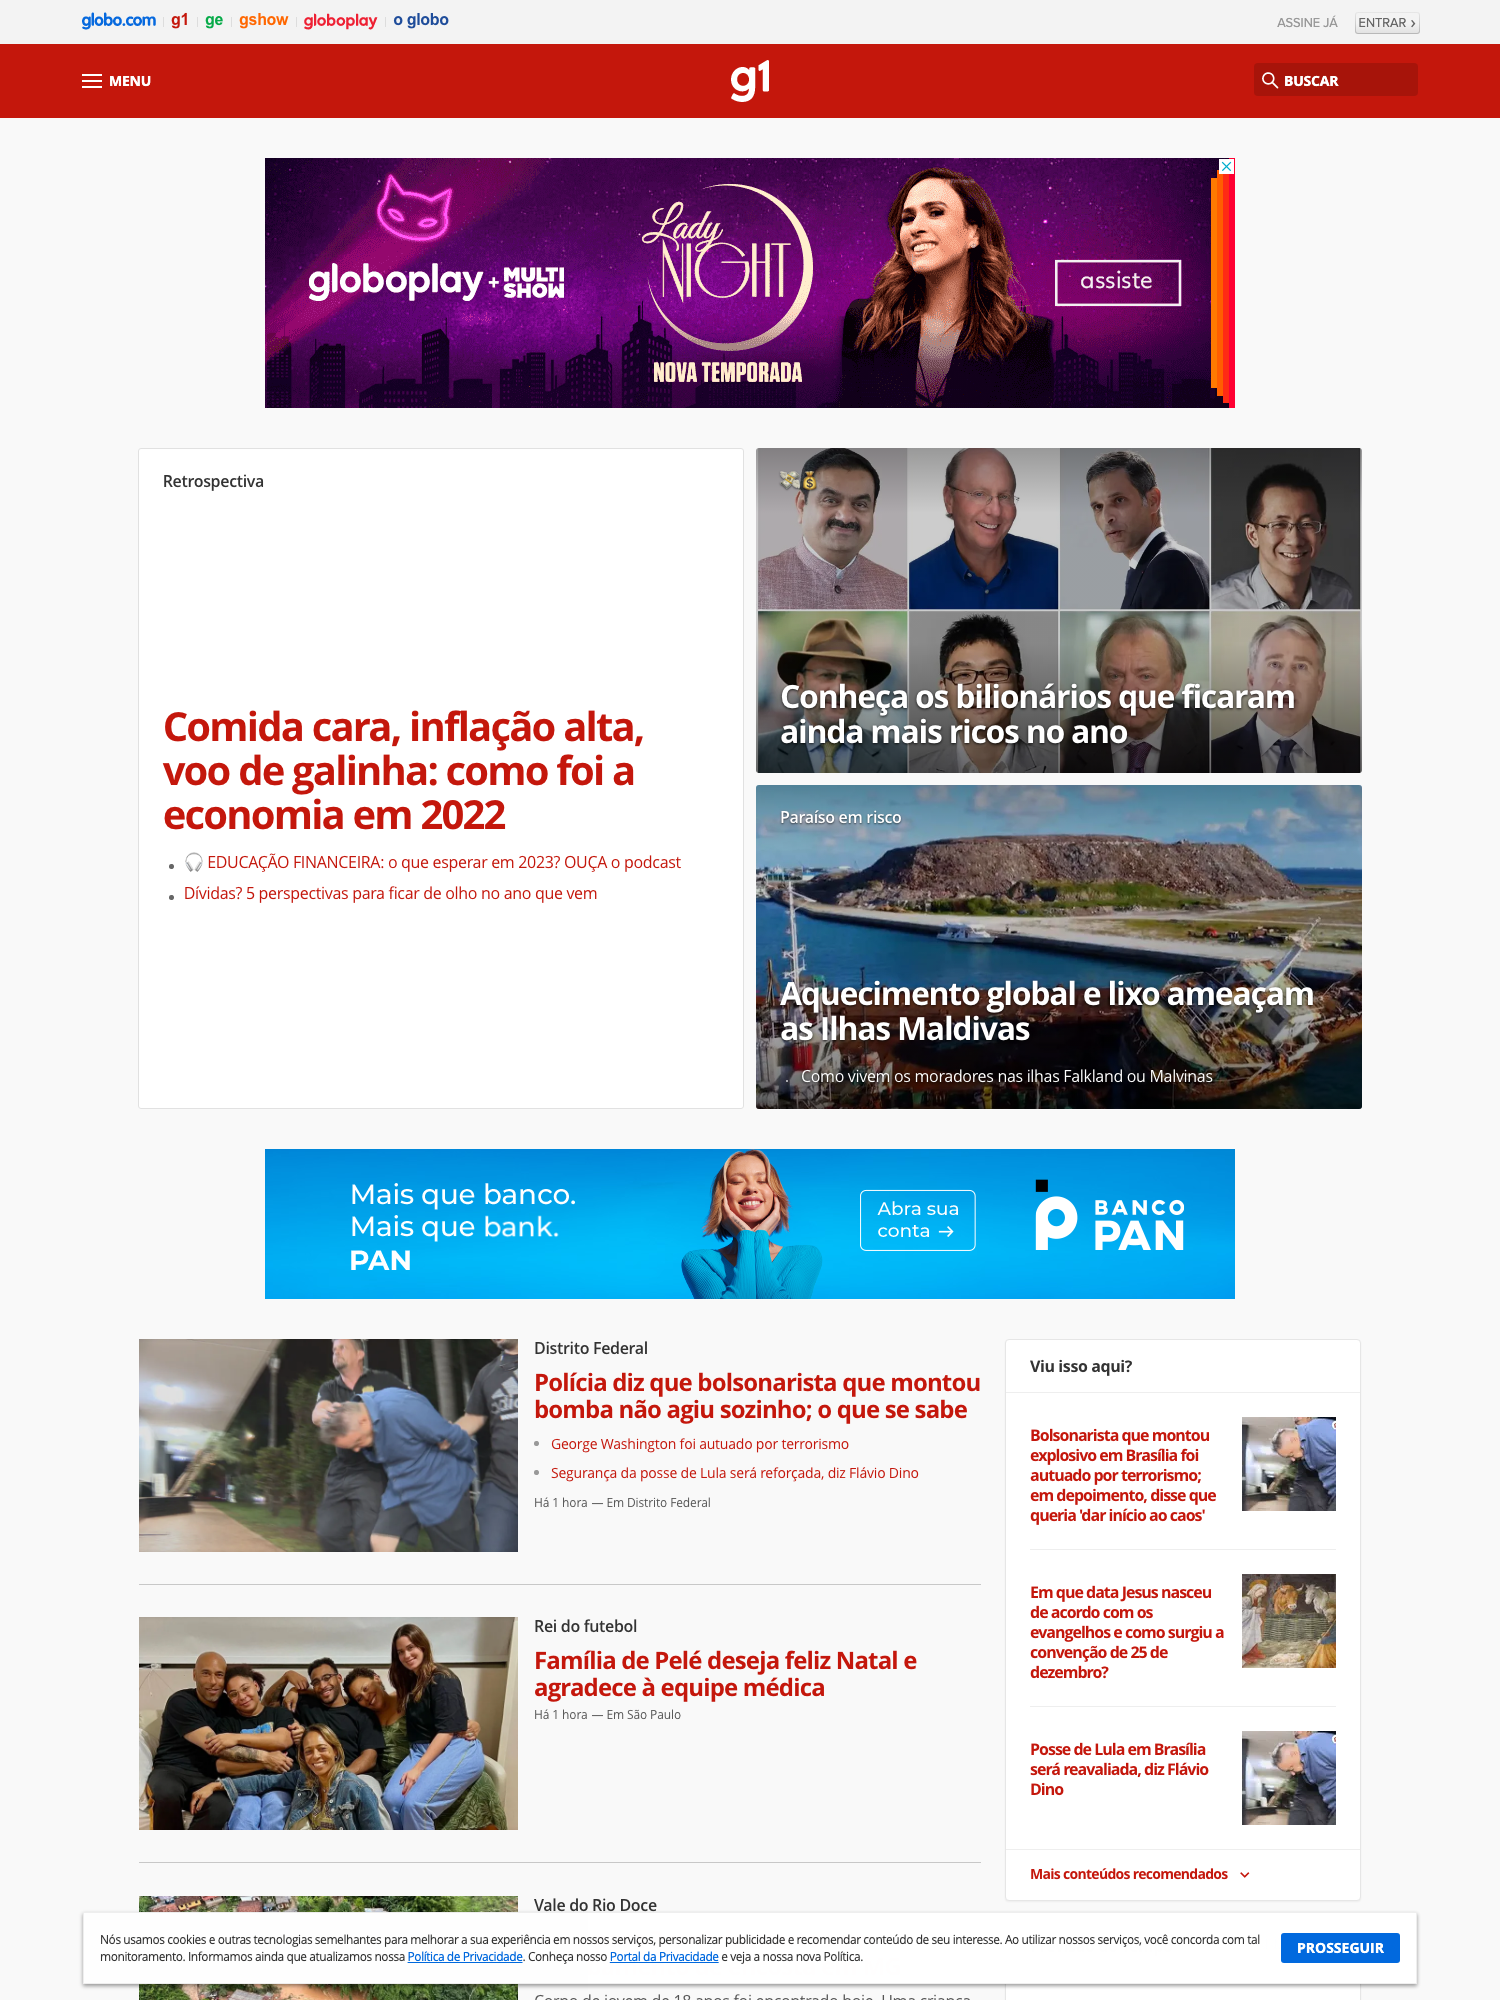 globo.com g1 ge gshow globoplay o globo
ASSINE JÁ ENTRAR ›
MENU
g1
BUSCAR
globoplay + MULTI SHOW
Lady NIGHT
NOVA TEMPORADA
assiste
Retrospectiva
Comida cara, inflação alta,
voo de galinha: como foi a
economia em 2022
EDUCAÇÃO FINANCEIRA: o que esperar em 2023? OUÇA o podcast
Dívidas? 5 perspectivas para ficar de olho no ano que vem
Conheça os bilionários que ficaram
ainda mais ricos no ano
Paraíso em risco
Aquecimento global e lixo ameaçam
as Ilhas Maldivas
Como vivem os moradores nas ilhas Falkland ou Malvinas
Mais que banco.
Mais que bank.
PAN
Abra sua
conta →
BANCO
PAN
Distrito Federal
Polícia diz que bolsonarista que montou
bomba não agiu sozinho; o que se sabe
George Washington foi autuado por terrorismo
Segurança da posse de Lula será reforçada, diz Flávio Dino
Há 1 hora — Em Distrito Federal
Rei do futebol
Família de Pelé deseja feliz Natal e
agradece à equipe médica
Há 1 hora — Em São Paulo
Vale do Rio Doce
Viu isso aqui?
Bolsonarista que montou
explosivo em Brasília foi
autuado por terrorismo;
em depoimento, disse que
queria 'dar início ao caos'
Em que data Jesus nasceu
de acordo com os
evangelhos e como surgiu a
convenção de 25 de
dezembro?
Posse de Lula em Brasília
será reavaliada, diz Flávio
Dino
Mais conteúdos recomendados
Nós usamos cookies e outras tecnologias semelhantes para melhorar a sua experiência em nossos serviços, personalizar publicidade e recomendar conteúdo de seu interesse. Ao utilizar nossos serviços, você concorda com tal
monitoramento. Informamos ainda que atualizamos nossa Política de Privacidade. Conheça nosso Portal da Privacidade e veja a nossa nova Política.
PROSSEGUIR
Corpo de jovem de 18 anos foi encontrado hoje. Uma criança